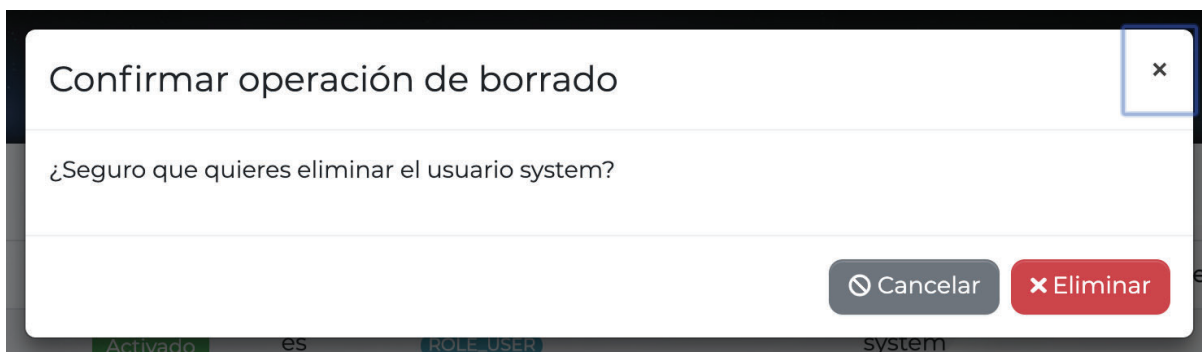 Confirmar operación de borrado
×
¿Seguro que quieres eliminar el usuario system?
Cancelar
Eliminar
Activado es ROLE_USER system